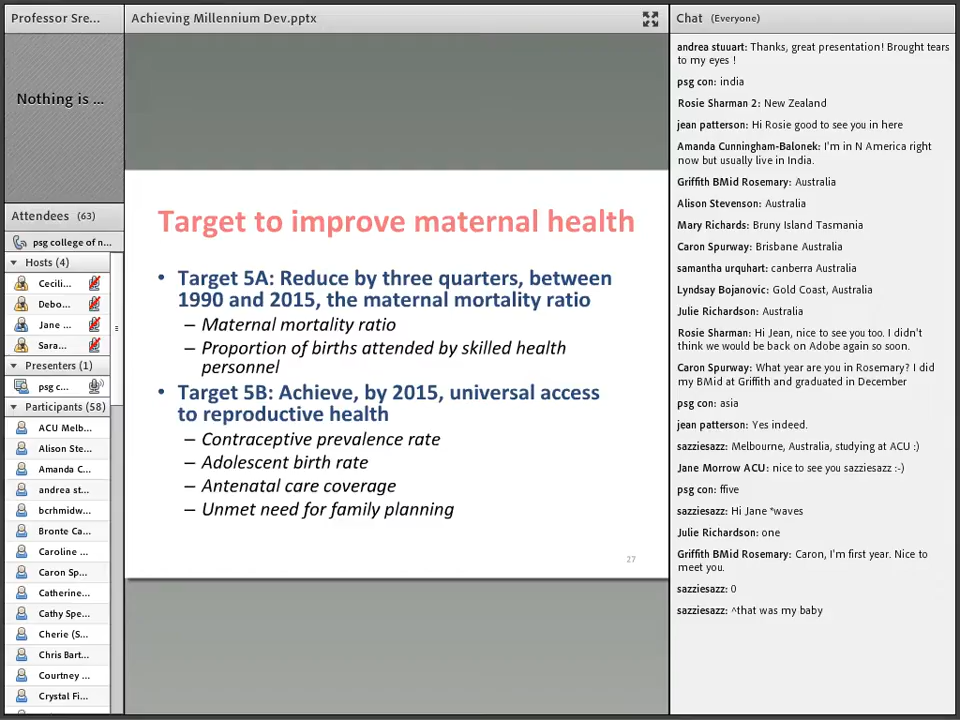 Professor Sre...
Nothing is ...
Attendees (63)
psg college of n...
Hosts (4)
Cecili...
Debo...
Jane ...
Sara...
Presenters (1)
psg c...
Participants (58)
ACU Melb...
Alison Ste...
Amanda C...
andrea st...
bcrhmidw...
Bronte Ca...
Caroline ...
Caron Sp...
Catherine...
Cathy Spe...
Cherie (S...
Chris Bart...
Courtney ...
Crystal Fi...
Achieving Millennium Dev.pptx
Target to improve maternal health
• Target 5A: Reduce by three quarters, between
1990 and 2015, the maternal mortality ratio
– Maternal mortality ratio
– Proportion of births attended by skilled health
personnel
• Target 5B: Achieve, by 2015, universal access
to reproductive health
– Contraceptive prevalence rate
– Adolescent birth rate
– Antenatal care coverage
– Unmet need for family planning
27
Chat (Everyone)
andrea stuuart: Thanks, great presentation! Brought tears
to my eyes !
psg con: india
Rosie Sharman 2: New Zealand
jean patterson: Hi Rosie good to see you in here
Amanda Cunningham-Balonek: I'm in N America right
now but usually live in India.
Griffith BMid Rosemary: Australia
Alison Stevenson: Australia
Mary Richards: Bruny Island Tasmania
Caron Spurway: Brisbane Australia
samantha urquhart: canberra Australia
Lyndsay Bojanovic: Gold Coast, Australia
Julie Richardson: Australia
Rosie Sharman: Hi Jean, nice to see you too. I didn't
think we would be back on Adobe again so soon.
Caron Spurway: What year are you in Rosemary? I did
my BMid at Griffith and graduated in December
psg con: asia
jean patterson: Yes indeed.
sazziesazz: Melbourne, Australia, studying at ACU :)
Jane Morrow ACU: nice to see you sazziesazz :-)
psg con: ffive
sazziesazz: Hi Jane *waves
Julie Richardson: one
Griffith BMid Rosemary: Caron, I'm first year. Nice to
meet you.
sazziesazz: 0
sazziesazz: ^that was my baby